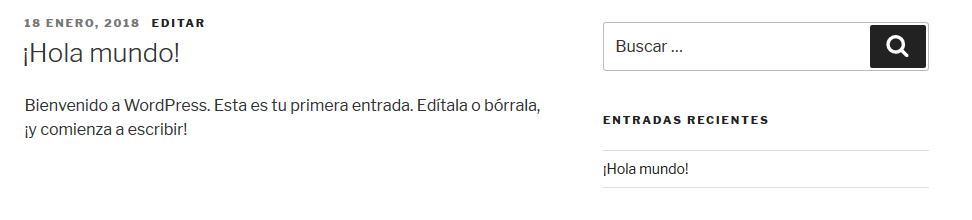 18 ENERO, 2018 EDITAR
¡Hola mundo!
Bienvenido a WordPress. Esta es tu primera entrada. Edítala o bórrala,
¡y comienza a escribir!
Buscar ...
ENTRADAS RECIENTES
¡Hola mundo!